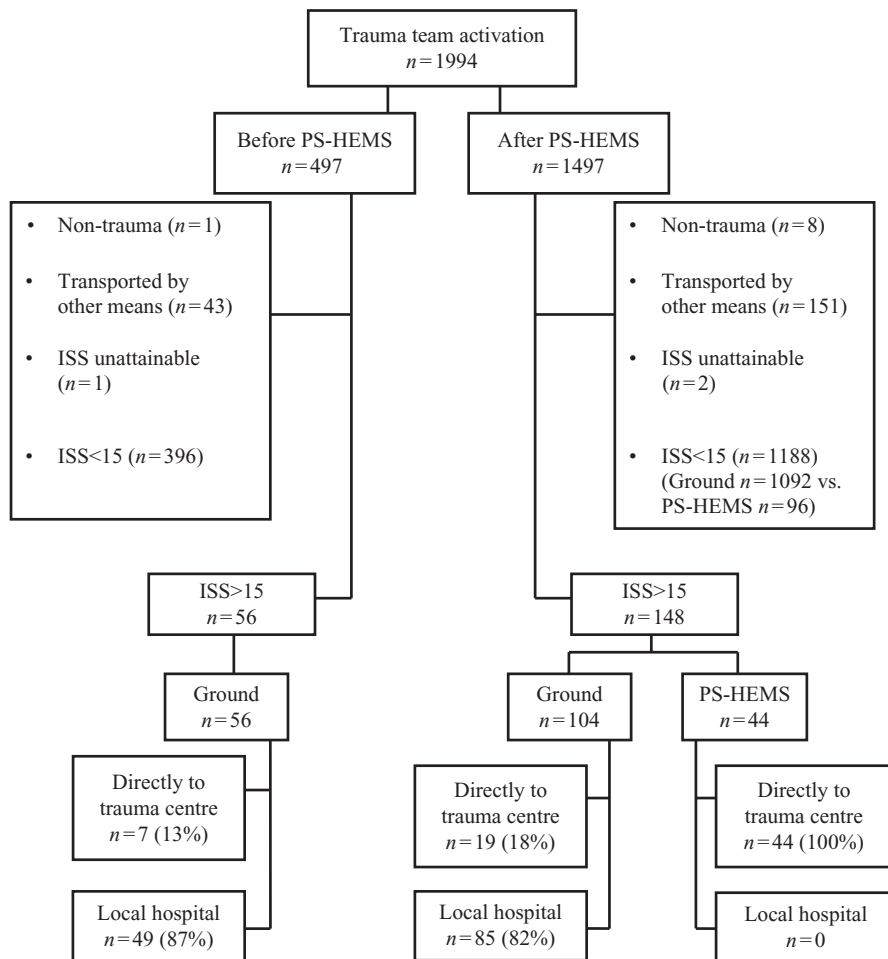 Trauma team activation
n=1994
Before PS-HEMS
n=497
After PS-HEMS
n=1497
• Non-trauma (n=1)
• Transported by
other means (n=43)
• ISS unattainable
(n=1)
• ISS<15 (n=396)
• Non-trauma (n=8)
• Transported by
other means (n=151)
• ISS unattainable
(n=2)
• ISS<15 (n=1188)
(Ground n=1092 vs.
PS-HEMS n=96)
ISS>15
n=56
ISS>15
n=148
Ground
n=56
Ground
n=104
PS-HEMS
n=44
Directly to
trauma centre
n=7 (13%)
Directly to
trauma centre
n=19 (18%)
Directly to
trauma centre
n=44 (100%)
Local hospital
n=49 (87%)
Local hospital
n=85 (82%)
Local hospital
n=0